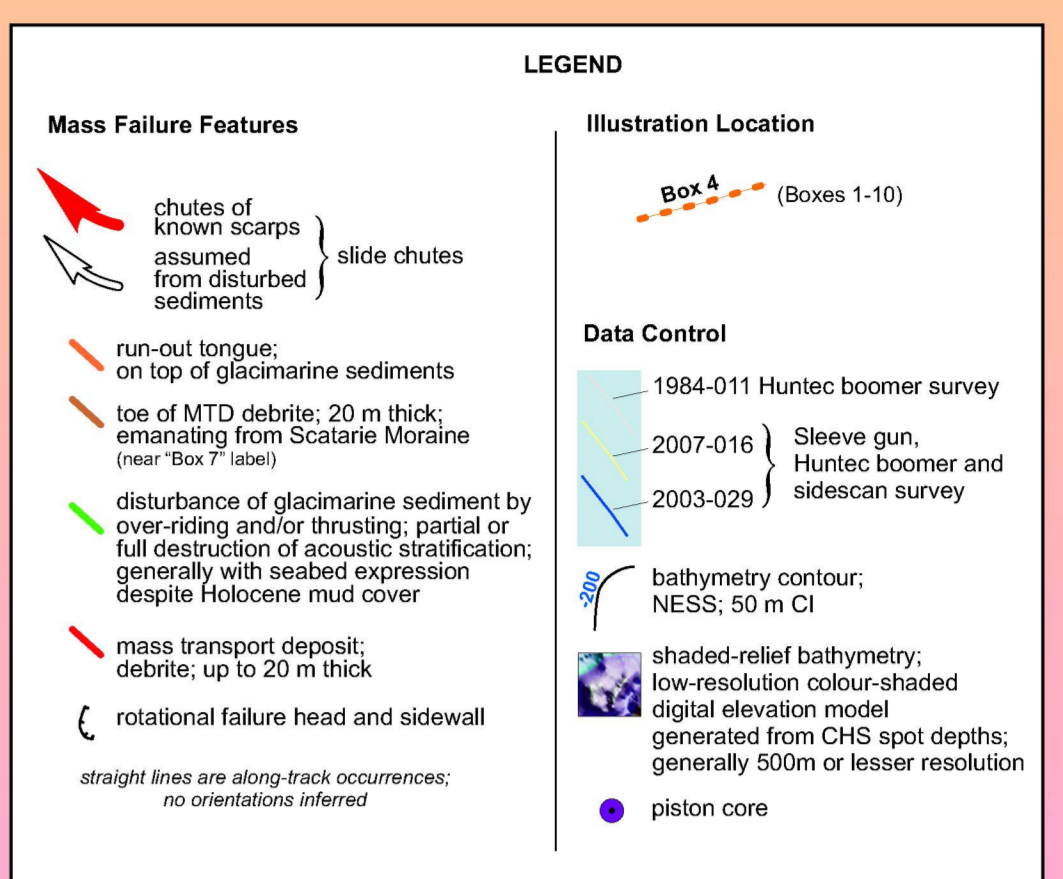 LEGEND
Mass Failure Features
chutes of
known scarps
assumed
from disturbed
sediments
slide chutes
run-out tongue;
on top of glacimarine sediments
toe of MTD debrite; 20 m thick;
emanating from Scatarie Moraine
(near “Box 7” label)
disturbance of glacimarine sediment by
over-riding and/or thrusting; partial or
full destruction of acoustic stratification;
generally with seabed expression
despite Holocene mud cover
mass transport deposit;
debrite; up to 20 m thick
rotational failure head and sidewall
straight lines are along-track occurrences;
no orientations inferred
Illustration Location
Box 4
(Boxes 1-10)
Data Control
1984-011 Huntec boomer survey
2007-016
2003-029
Sleeve gun,
Huntec boomer and
sidescan survey
-200
bathymetry contour;
NESS; 50 m CI
shaded-relief bathymetry;
low-resolution colour-shaded
digital elevation model
generated from CHS spot depths;
generally 500m or lesser resolution
piston core